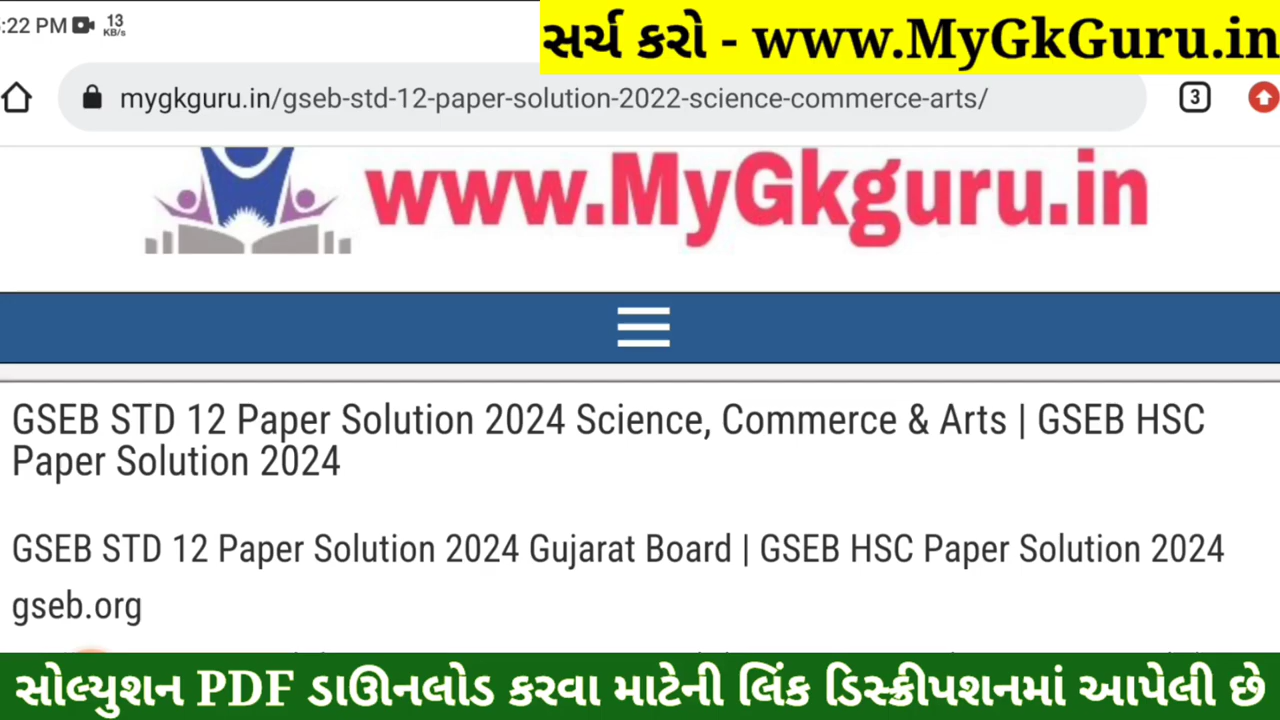 :22 PM 13 KB/s
સર્ચ કરો - www.MyGkGuru.in
mygkguru.in/gseb-std-12-paper-solution-2022-science-commerce-arts/
3
www.MyGkguru.in
GSEB STD 12 Paper Solution 2024 Science, Commerce & Arts | GSEB HSC
Paper Solution 2024
GSEB STD 12 Paper Solution 2024 Gujarat Board | GSEB HSC Paper Solution 2024
gseb.org
સોલ્યુશન PDF ડાઊનલોડ કરવા માટેની લિંક ડિસ્ક્રીપશનમાં આપેલી છે